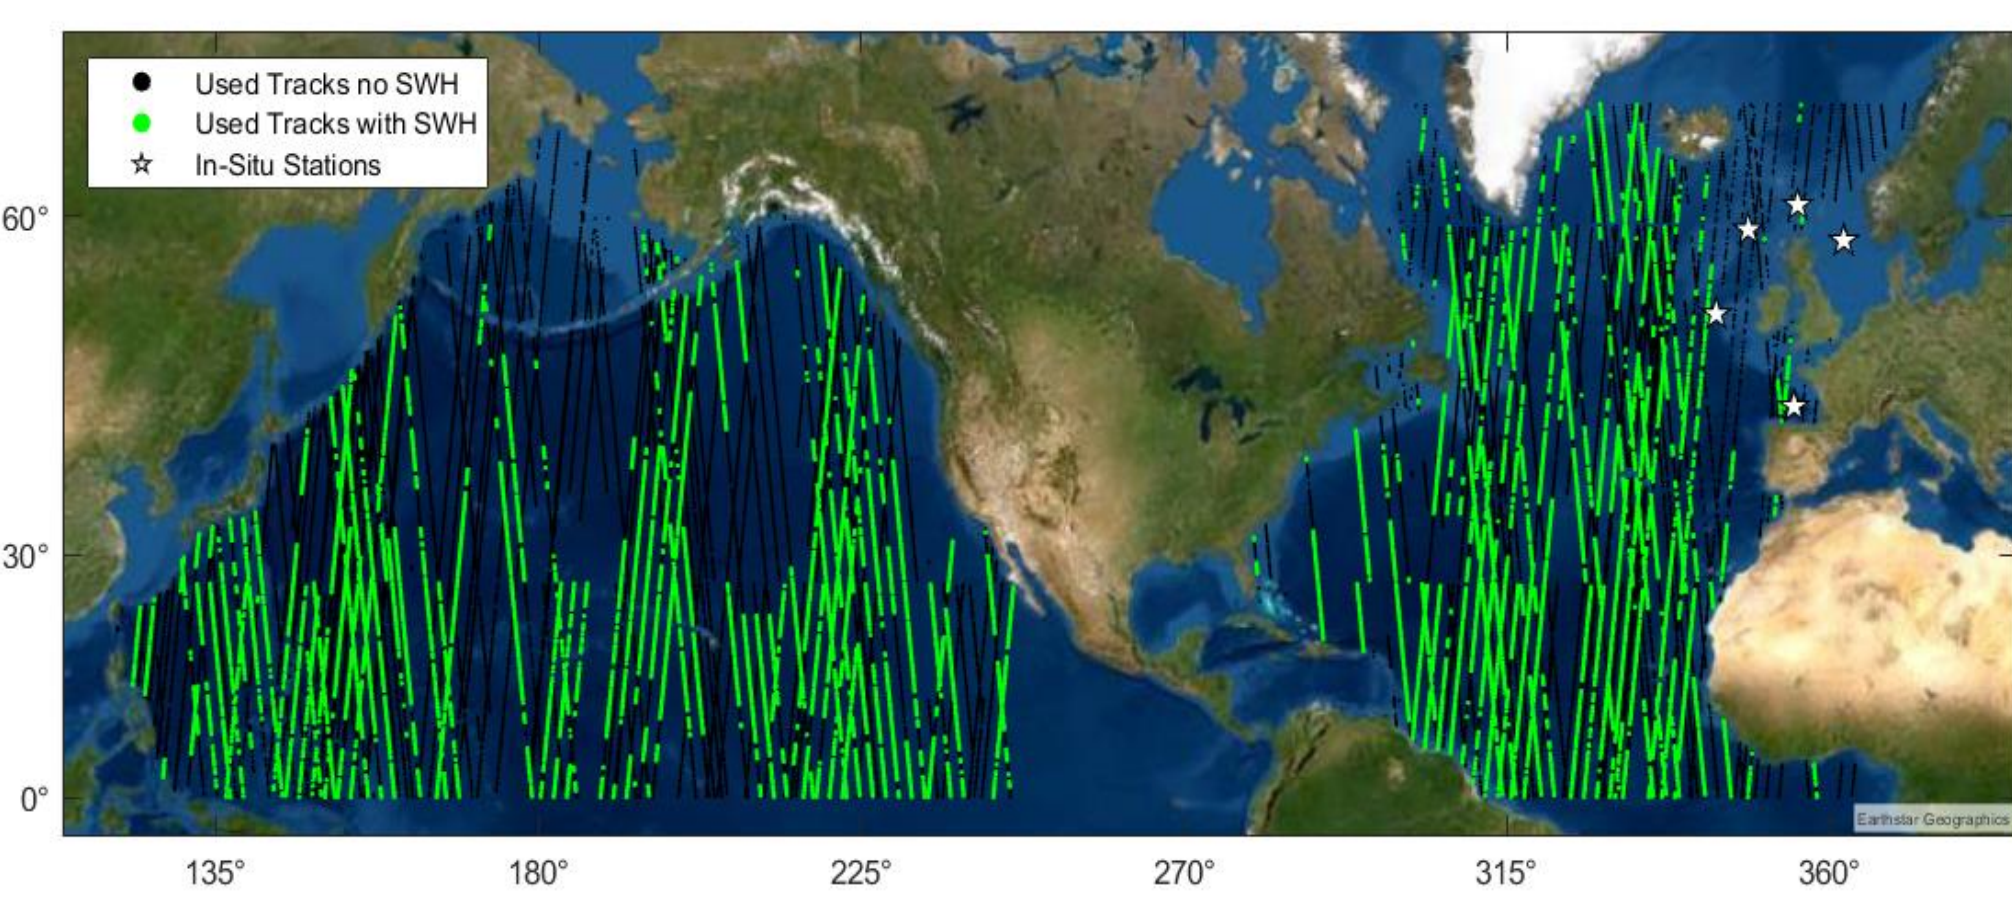 Used Tracks no SWH
Used Tracks with SWH
In-Situ Stations
60°
30°
0°
Earthstar Geographics
135° 180° 225° 270° 315° 360°